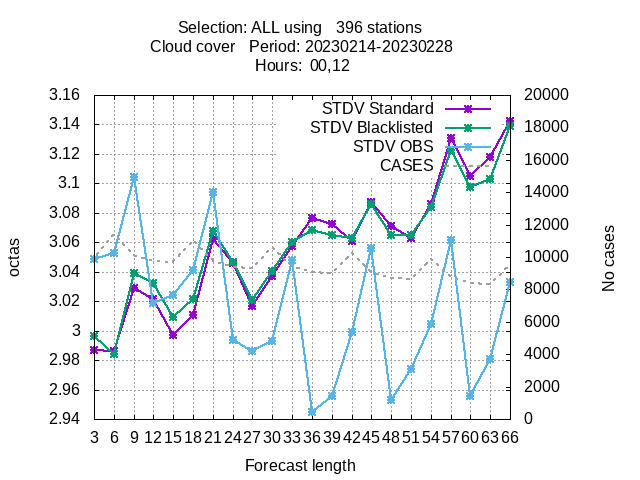 Selection: ALL using 396 stations
Cloud cover Period: 20230214-20230228
Hours: 00,12
STDV Standard
STDV Blacklisted
STDV OBS
CASES
3.16
3.14
3.12
3.1
3.08
3.06
3.04
3.02
3
2.98
2.96
2.94
octas
20000
18000
16000
14000
12000
10000
8000
6000
4000
2000
0
No cases
3 6 9 12 15 18 21 24 27 30 33 36 39 42 45 48 51 54 57 60 63 66
Forecast length